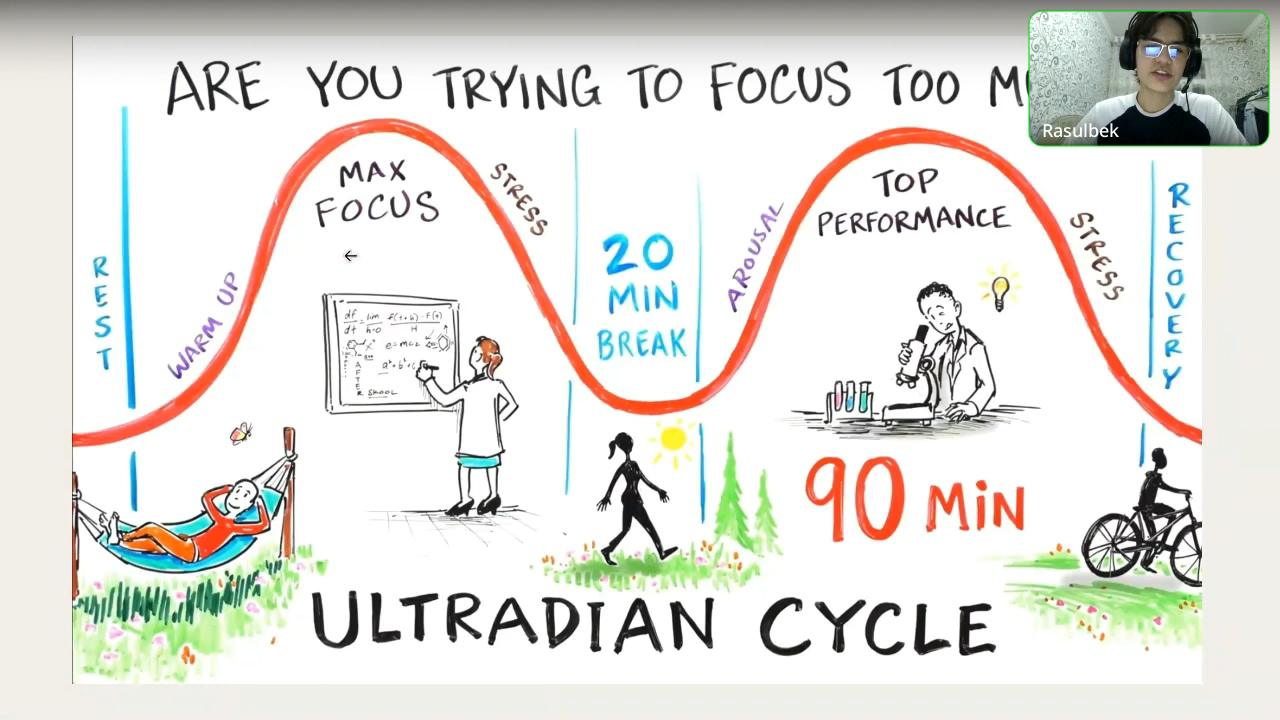 ARE YOU TRYING TO FOCUS TOO
Rasulbek
REST
WARM UP
MAX
FOCUS
STRESS
20
MIN
BREAK
AROUSAL
TOP
PERFORMANCE
STRESS
RECOVERY
90 MIN
ULTRADIAN CYCLE